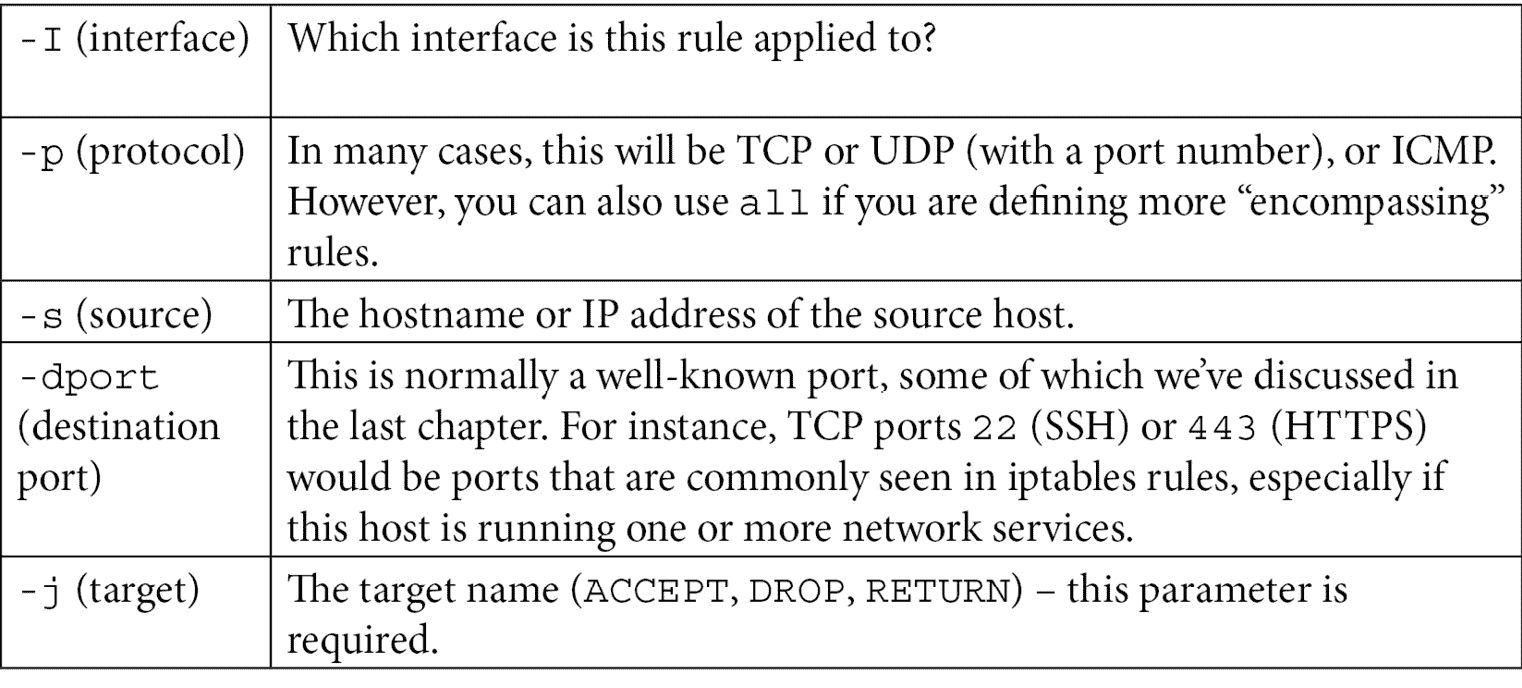 -I (interface)
Which interface is this rule applied to?
-p (protocol)
In many cases, this will be TCP or UDP (with a port number), or ICMP.
However, you can also use all if you are defining more “encompassing”
rules.
-s (source)
The hostname or IP address of the source host.
-dport
(destination
port)
This is normally a well-known port, some of which we’ve discussed in
the last chapter. For instance, TCP ports 22 (SSH) or 443 (HTTPS)
would be ports that are commonly seen in iptables rules, especially if
this host is running one or more network services.
-j (target)
The target name (ACCEPT, DROP, RETURN) – this parameter is
required.